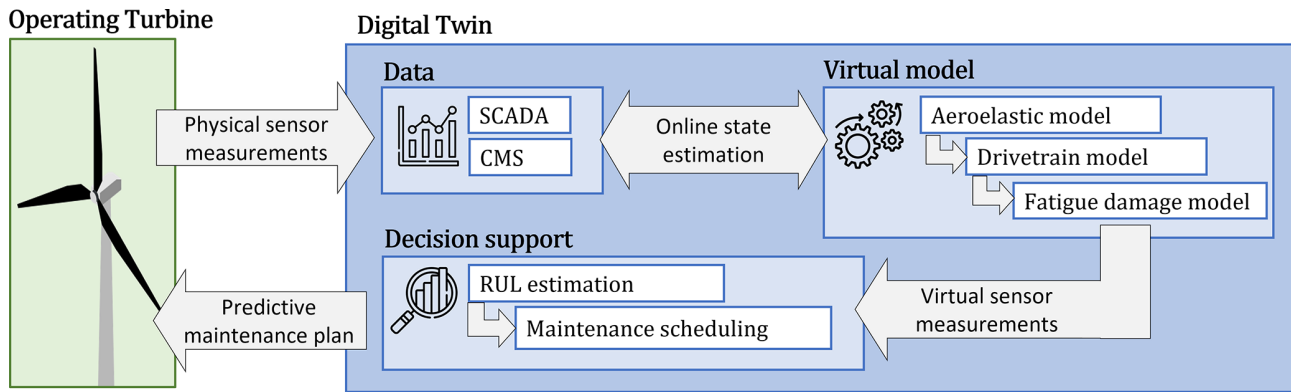 Operating Turbine
Digital Twin
Data
Virtual model
Physical sensor
measurements
SCADA
CMS
Online state
estimation
Aeroelastic model
Drivetrain model
Fatigue damage model
Decision support
RUL estimation
Maintenance scheduling
Predictive
maintenance plan
Virtual sensor
measurements